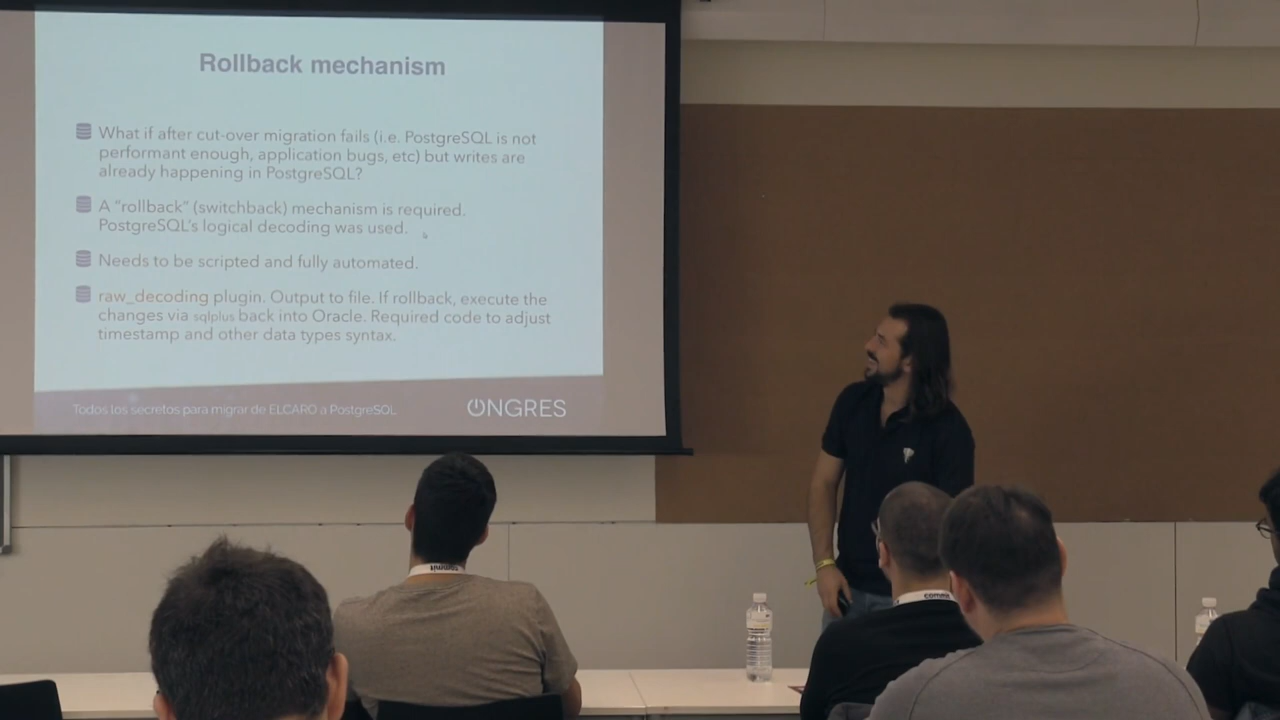 Rollback mechanism
What if after cut-over migration fails (i.e. PostgreSQL is not
performant enough, application bugs, etc) but writes are
already happening in PostgreSQL?
A "rollback" (switchback) mechanism is required.
PostgreSQL's logical decoding was used.
Needs to be scripted and fully automated.
raw_decoding plugin. Output to file. If rollback, execute the
changes via sqlplus back into Oracle. Required code to adjust
timestamp and other data types syntax.
Todos los secretos para migrar de ELCARO a PostgreSQL
ONGRES